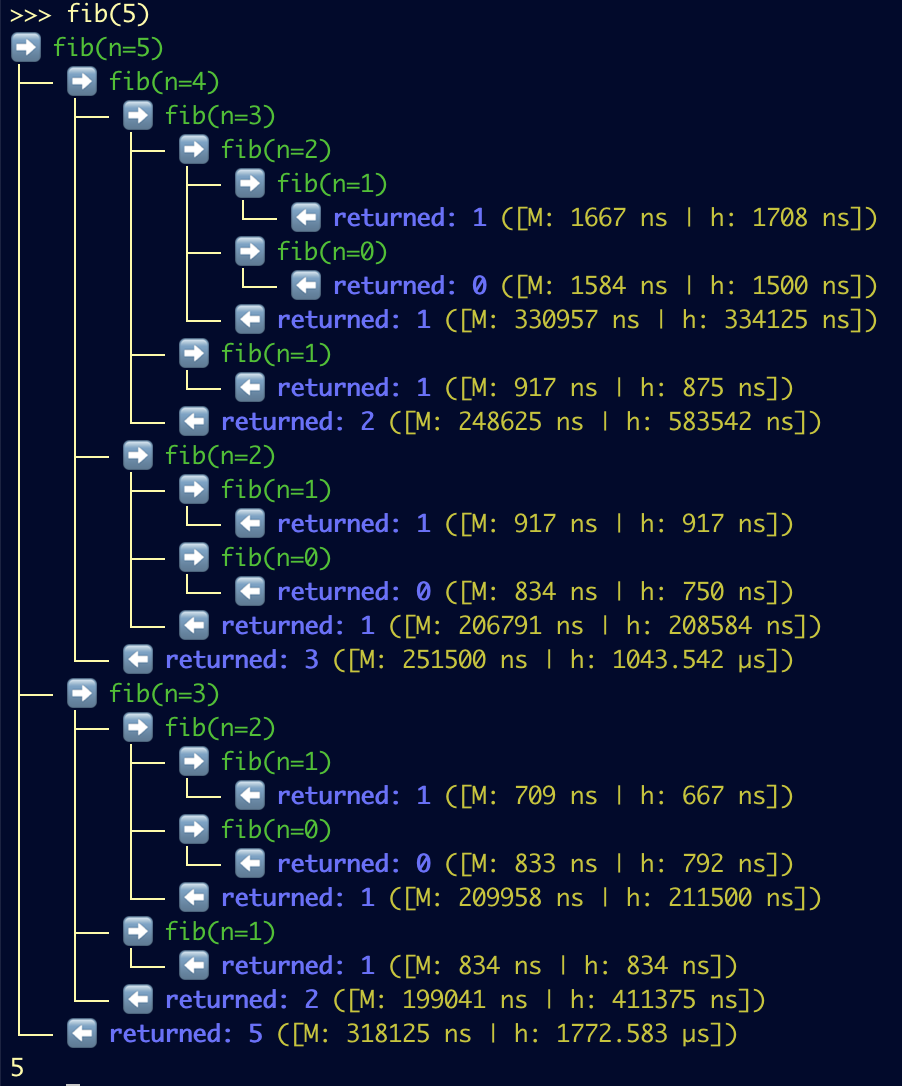 >>> fib(5)
➡️ fib(n=5)
├── ➡️ fib(n=4)
│   ├── ➡️ fib(n=3)
│   │   ├── ➡️ fib(n=2)
│   │   │   ├── ➡️ fib(n=1)
│   │   │   │   └── ⬅️ returned: 1 ([M: 1667 ns | h: 1708 ns])
│   │   │   ├── ➡️ fib(n=0)
│   │   │   │   └── ⬅️ returned: 0 ([M: 1584 ns | h: 1500 ns])
│   │   │   └── ⬅️ returned: 1 ([M: 330957 ns | h: 334125 ns])
│   │   ├── ➡️ fib(n=1)
│   │   │   └── ⬅️ returned: 1 ([M: 917 ns | h: 875 ns])
│   │   └── ⬅️ returned: 2 ([M: 248625 ns | h: 583542 ns])
│   ├── ➡️ fib(n=2)
│   │   ├── ➡️ fib(n=1)
│   │   │   └── ⬅️ returned: 1 ([M: 917 ns | h: 917 ns])
│   │   ├── ➡️ fib(n=0)
│   │   │   └── ⬅️ returned: 0 ([M: 834 ns | h: 750 ns])
│   │   └── ⬅️ returned: 1 ([M: 206791 ns | h: 208584 ns])
│   └── ⬅️ returned: 3 ([M: 251500 ns | h: 1043.542 µs])
├── ➡️ fib(n=3)
│   ├── ➡️ fib(n=2)
│   │   ├── ➡️ fib(n=1)
│   │   │   └── ⬅️ returned: 1 ([M: 709 ns | h: 667 ns])
│   │   ├── ➡️ fib(n=0)
│   │   │   └── ⬅️ returned: 0 ([M: 833 ns | h: 792 ns])
│   │   └── ⬅️ returned: 1 ([M: 209958 ns | h: 211500 ns])
│   ├── ➡️ fib(n=1)
│   │   └── ⬅️ returned: 1 ([M: 834 ns | h: 834 ns])
│   └── ⬅️ returned: 2 ([M: 199041 ns | h: 411375 ns])
└── ⬅️ returned: 5 ([M: 318125 ns | h: 1772.583 µs])
5